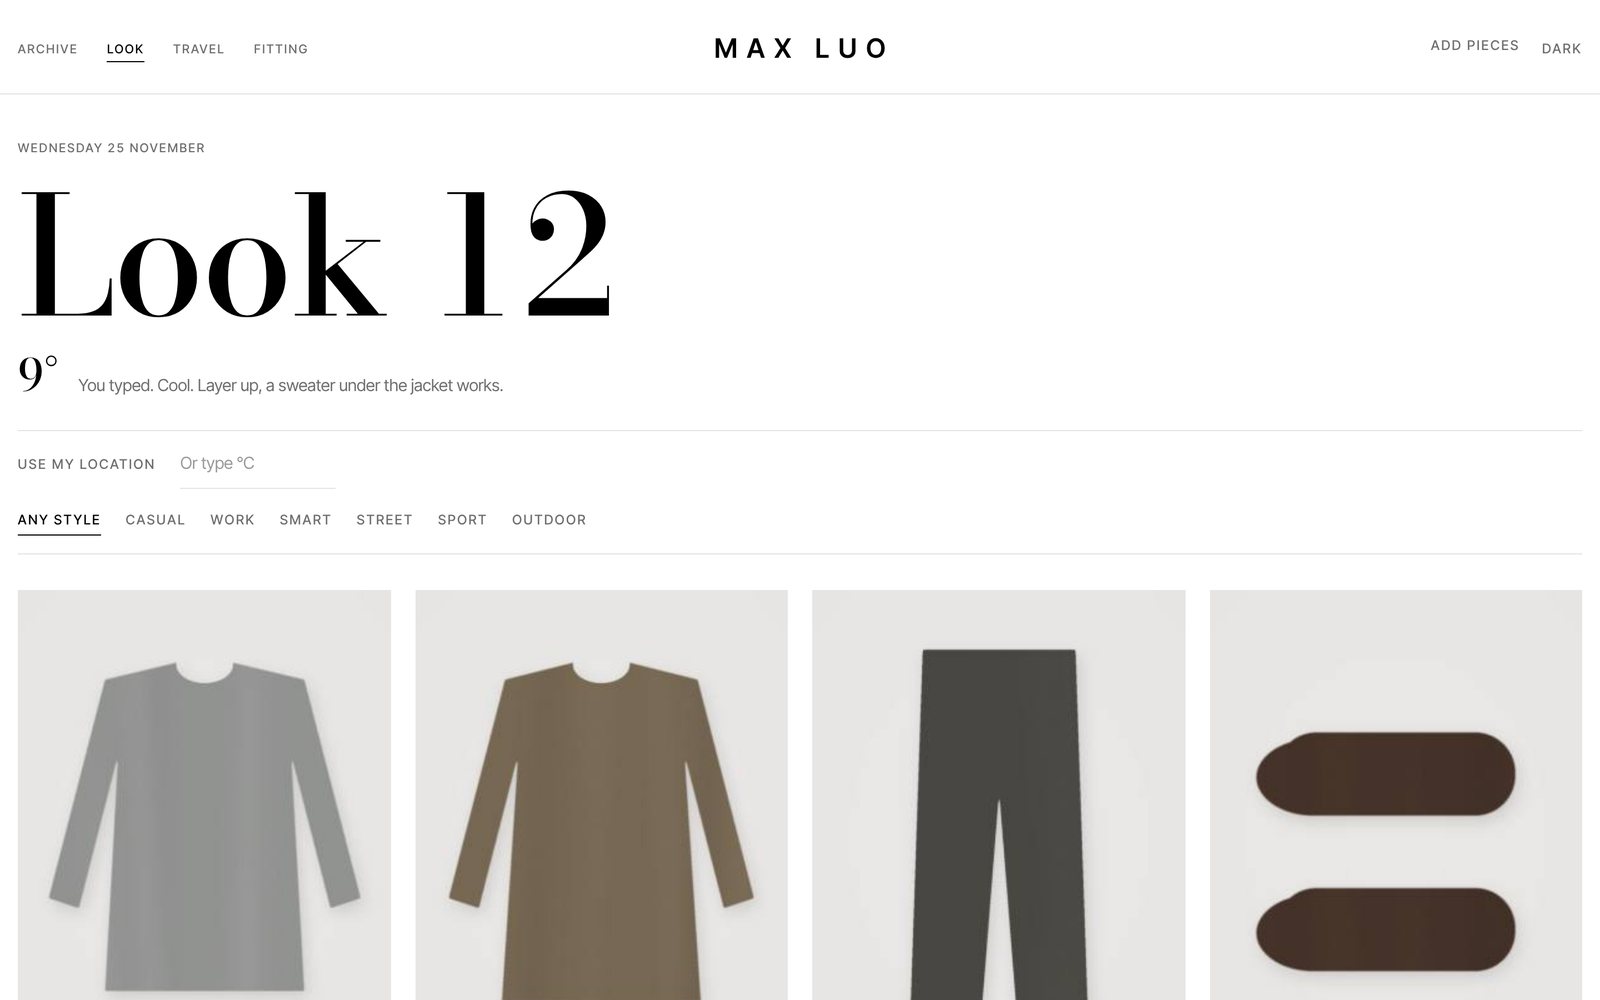 ARCHIVE LOOK TRAVEL FITTING MAX LUO ADD PIECES DARK
WEDNESDAY 25 NOVEMBER
Look 12
9° You typed. Cool. Layer up, a sweater under the jacket works.
USE MY LOCATION Or type °C
ANY STYLE CASUAL WORK SMART STREET SPORT OUTDOOR